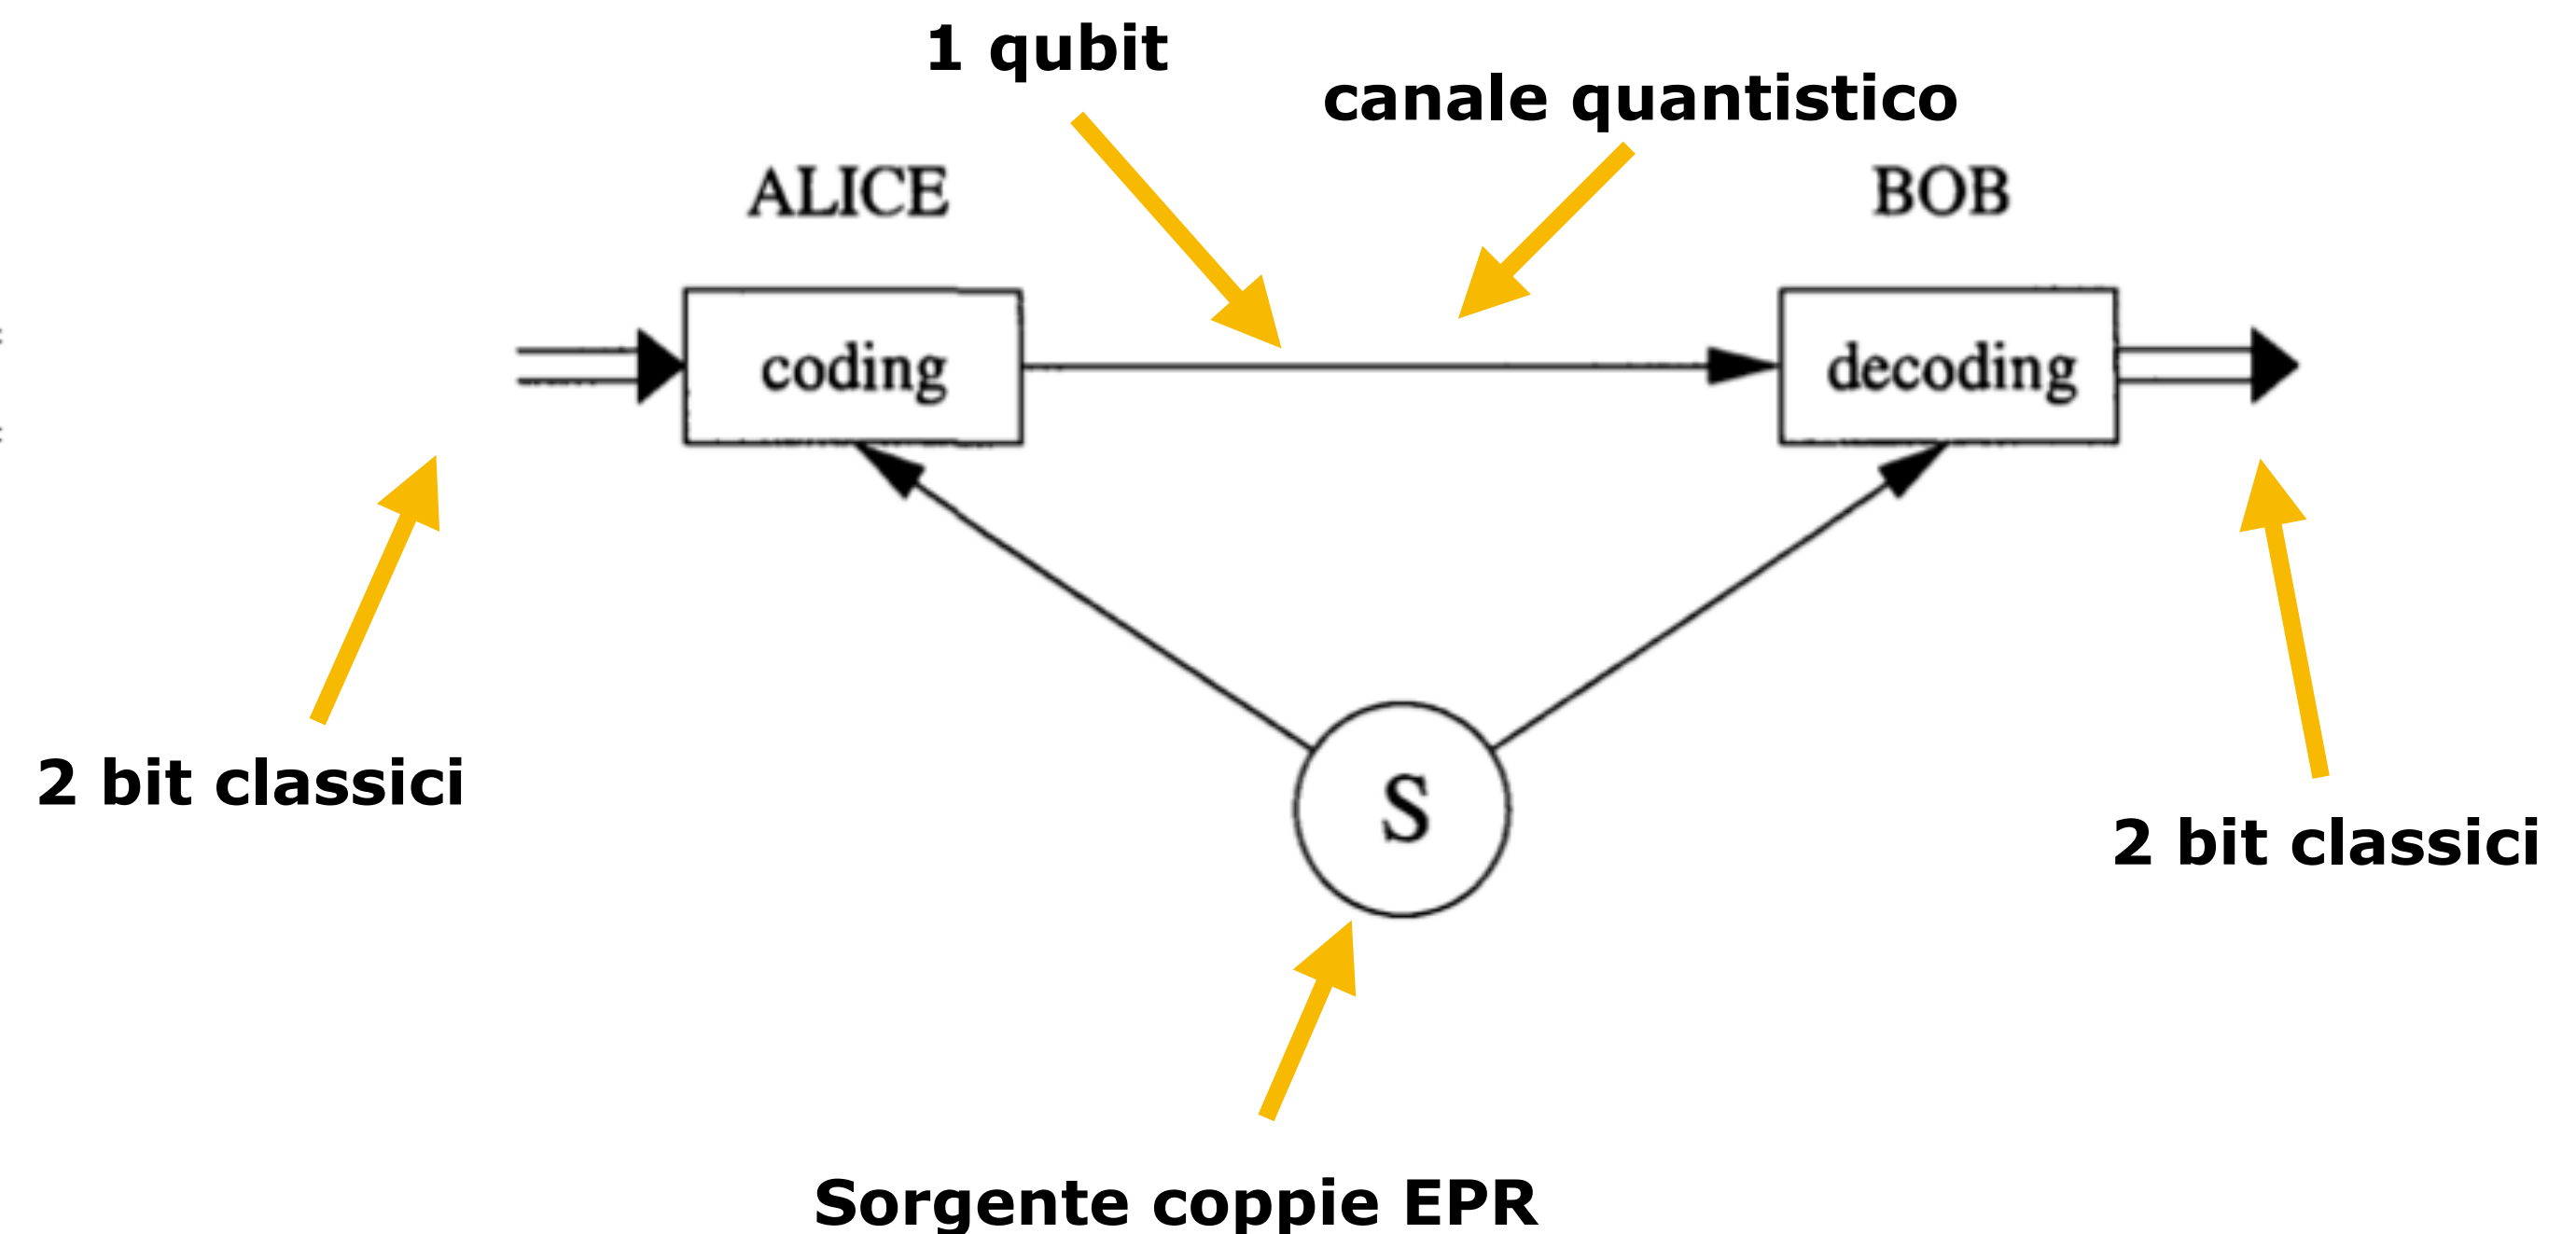 1 qubit
canale quantistico
ALICE
BOB
coding
decoding
2 bit classici
S
2 bit classici
Sorgente coppie EPR